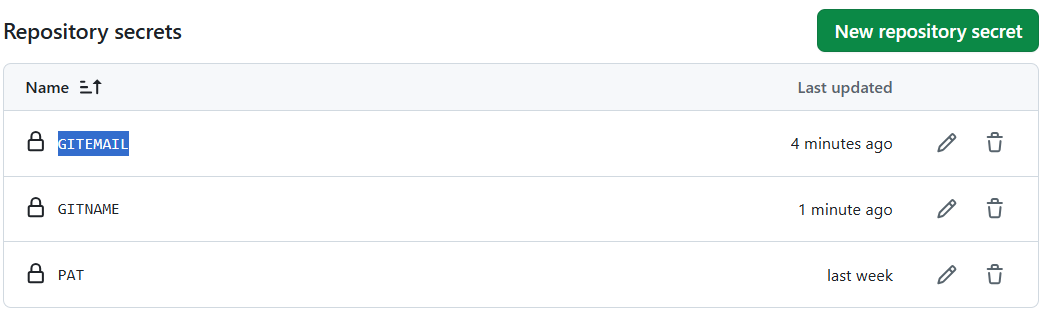 Repository secrets
New repository secret
Name
Last updated
GITEMAIL
4 minutes ago
GITNAME
1 minute ago
PAT
last week